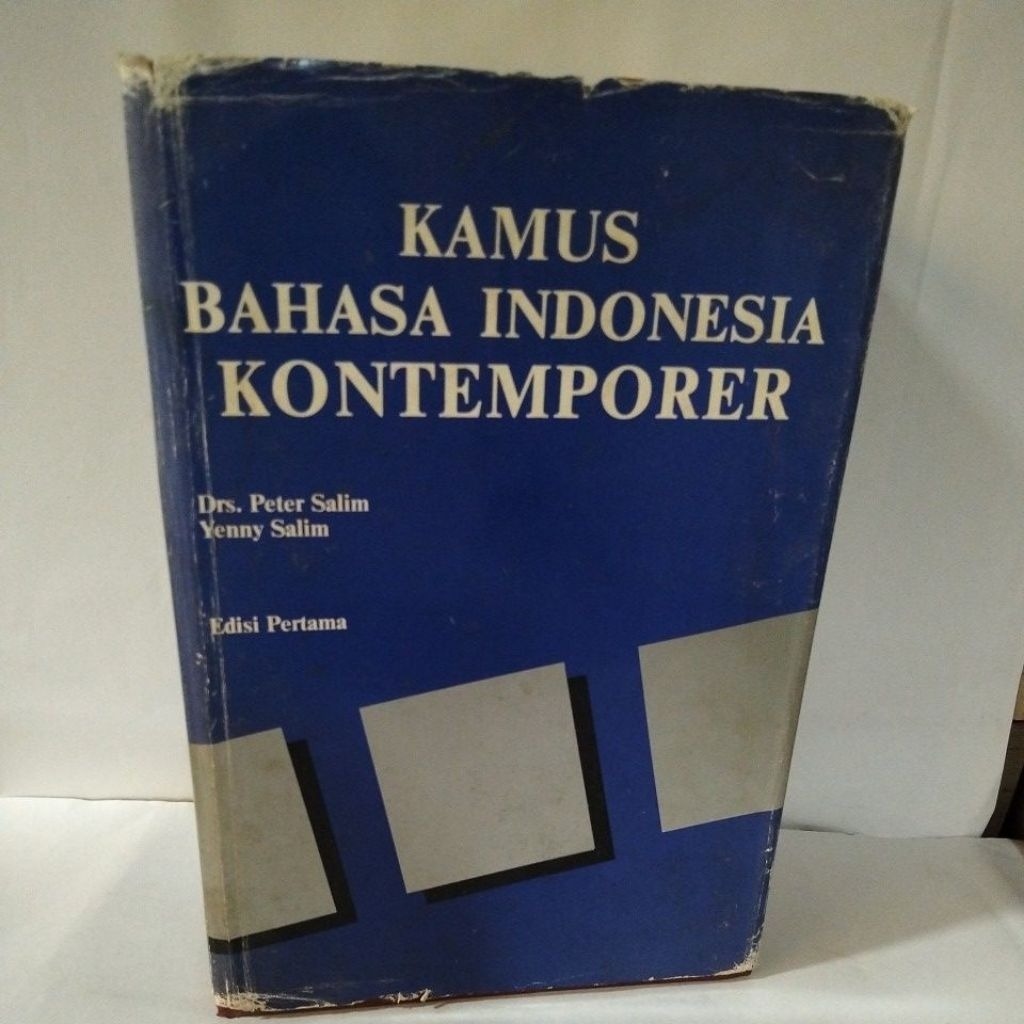 KAMUS
BAHASA INDONESIA
KONTEMPORER
Drs. Peter Salim
Yenny Salim
Edisi Pertama